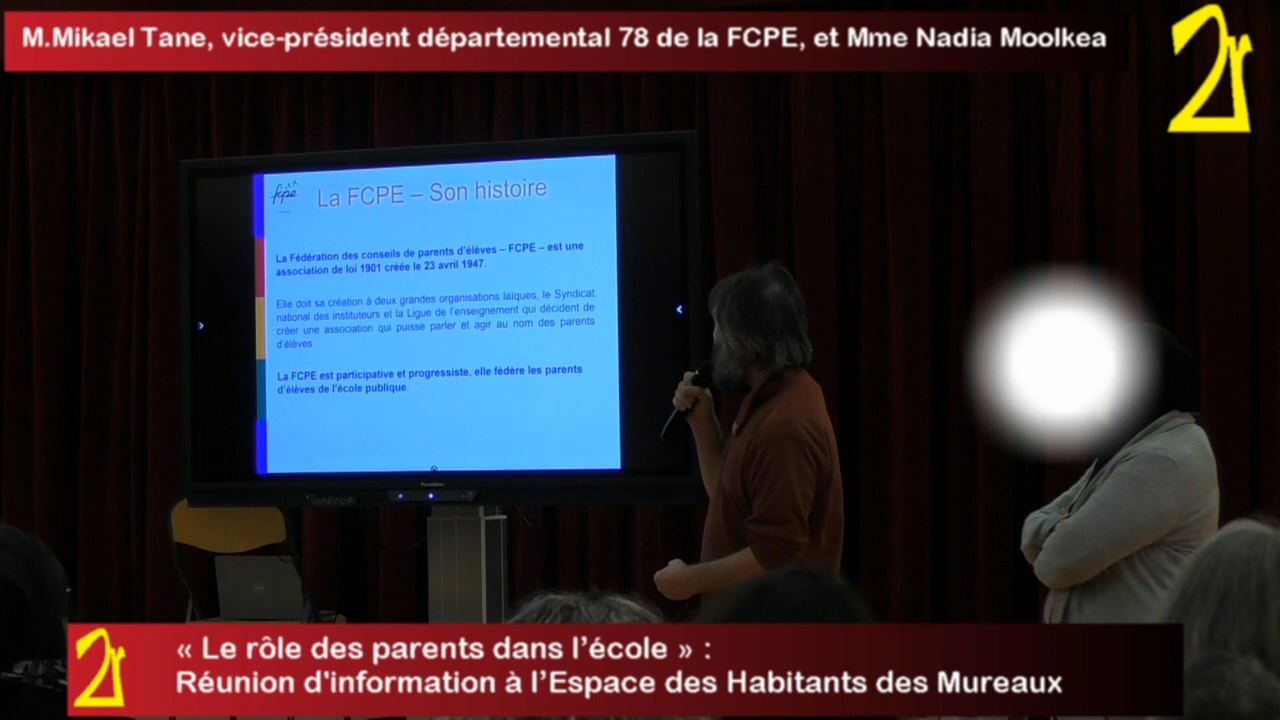 M.Mikael Tane, vice-président départemental 78 de la FCPE, et Mme Nadia Moolkea
2r
fcpe
La FCPE – Son histoire
La Fédération des conseils de parents d'élèves – FCPE – est une
association de loi 1901 créée le 23 avril 1947.
Elle doit sa création à deux grandes organisations laïques, le Syndicat
national des instituteurs et la Ligue de l'enseignement qui décident de
créer une association qui puisse parler et agir au nom des parents
d'élèves
La FCPE est participative et progressiste, elle fédère les parents
d'élèves de l'école publique.
2r
« Le rôle des parents dans l'école » :
Réunion d'information à l'Espace des Habitants des Mureaux